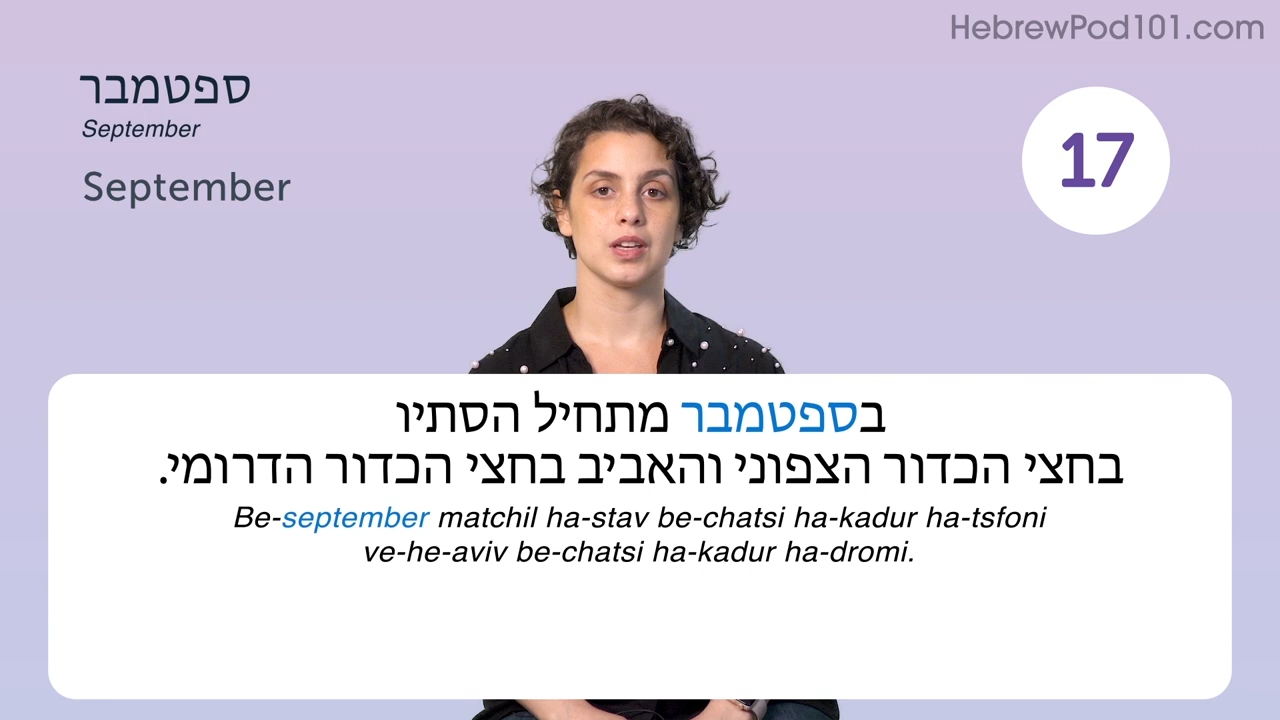 HebrewPod101.com
ספטמבר
September
September
17
בספטמבר מתחיל הסתיו
בחצי הכדור הצפוני והאביב בחצי הכדור הדרומי.
Be-september matchil ha-stav be-chatsi ha-kadur ha-tsfoni
ve-he-aviv be-chatsi ha-kadur ha-dromi.